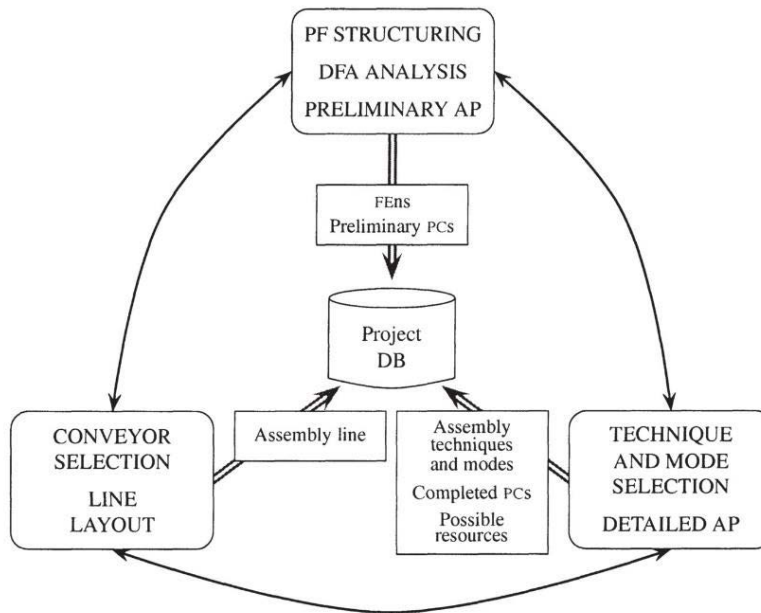 PF STRUCTURING
DFA ANALYSIS
PRELIMINARY AP
FEns
Preliminary PCs
Project
DB
CONVEYOR
SELECTION
LINE
LAYOUT
Assembly line
Assembly
techniques
and modes
Completed PCs
Possible
resources
TECHNIQUE
AND MODE
SELECTION
DETAILED AP